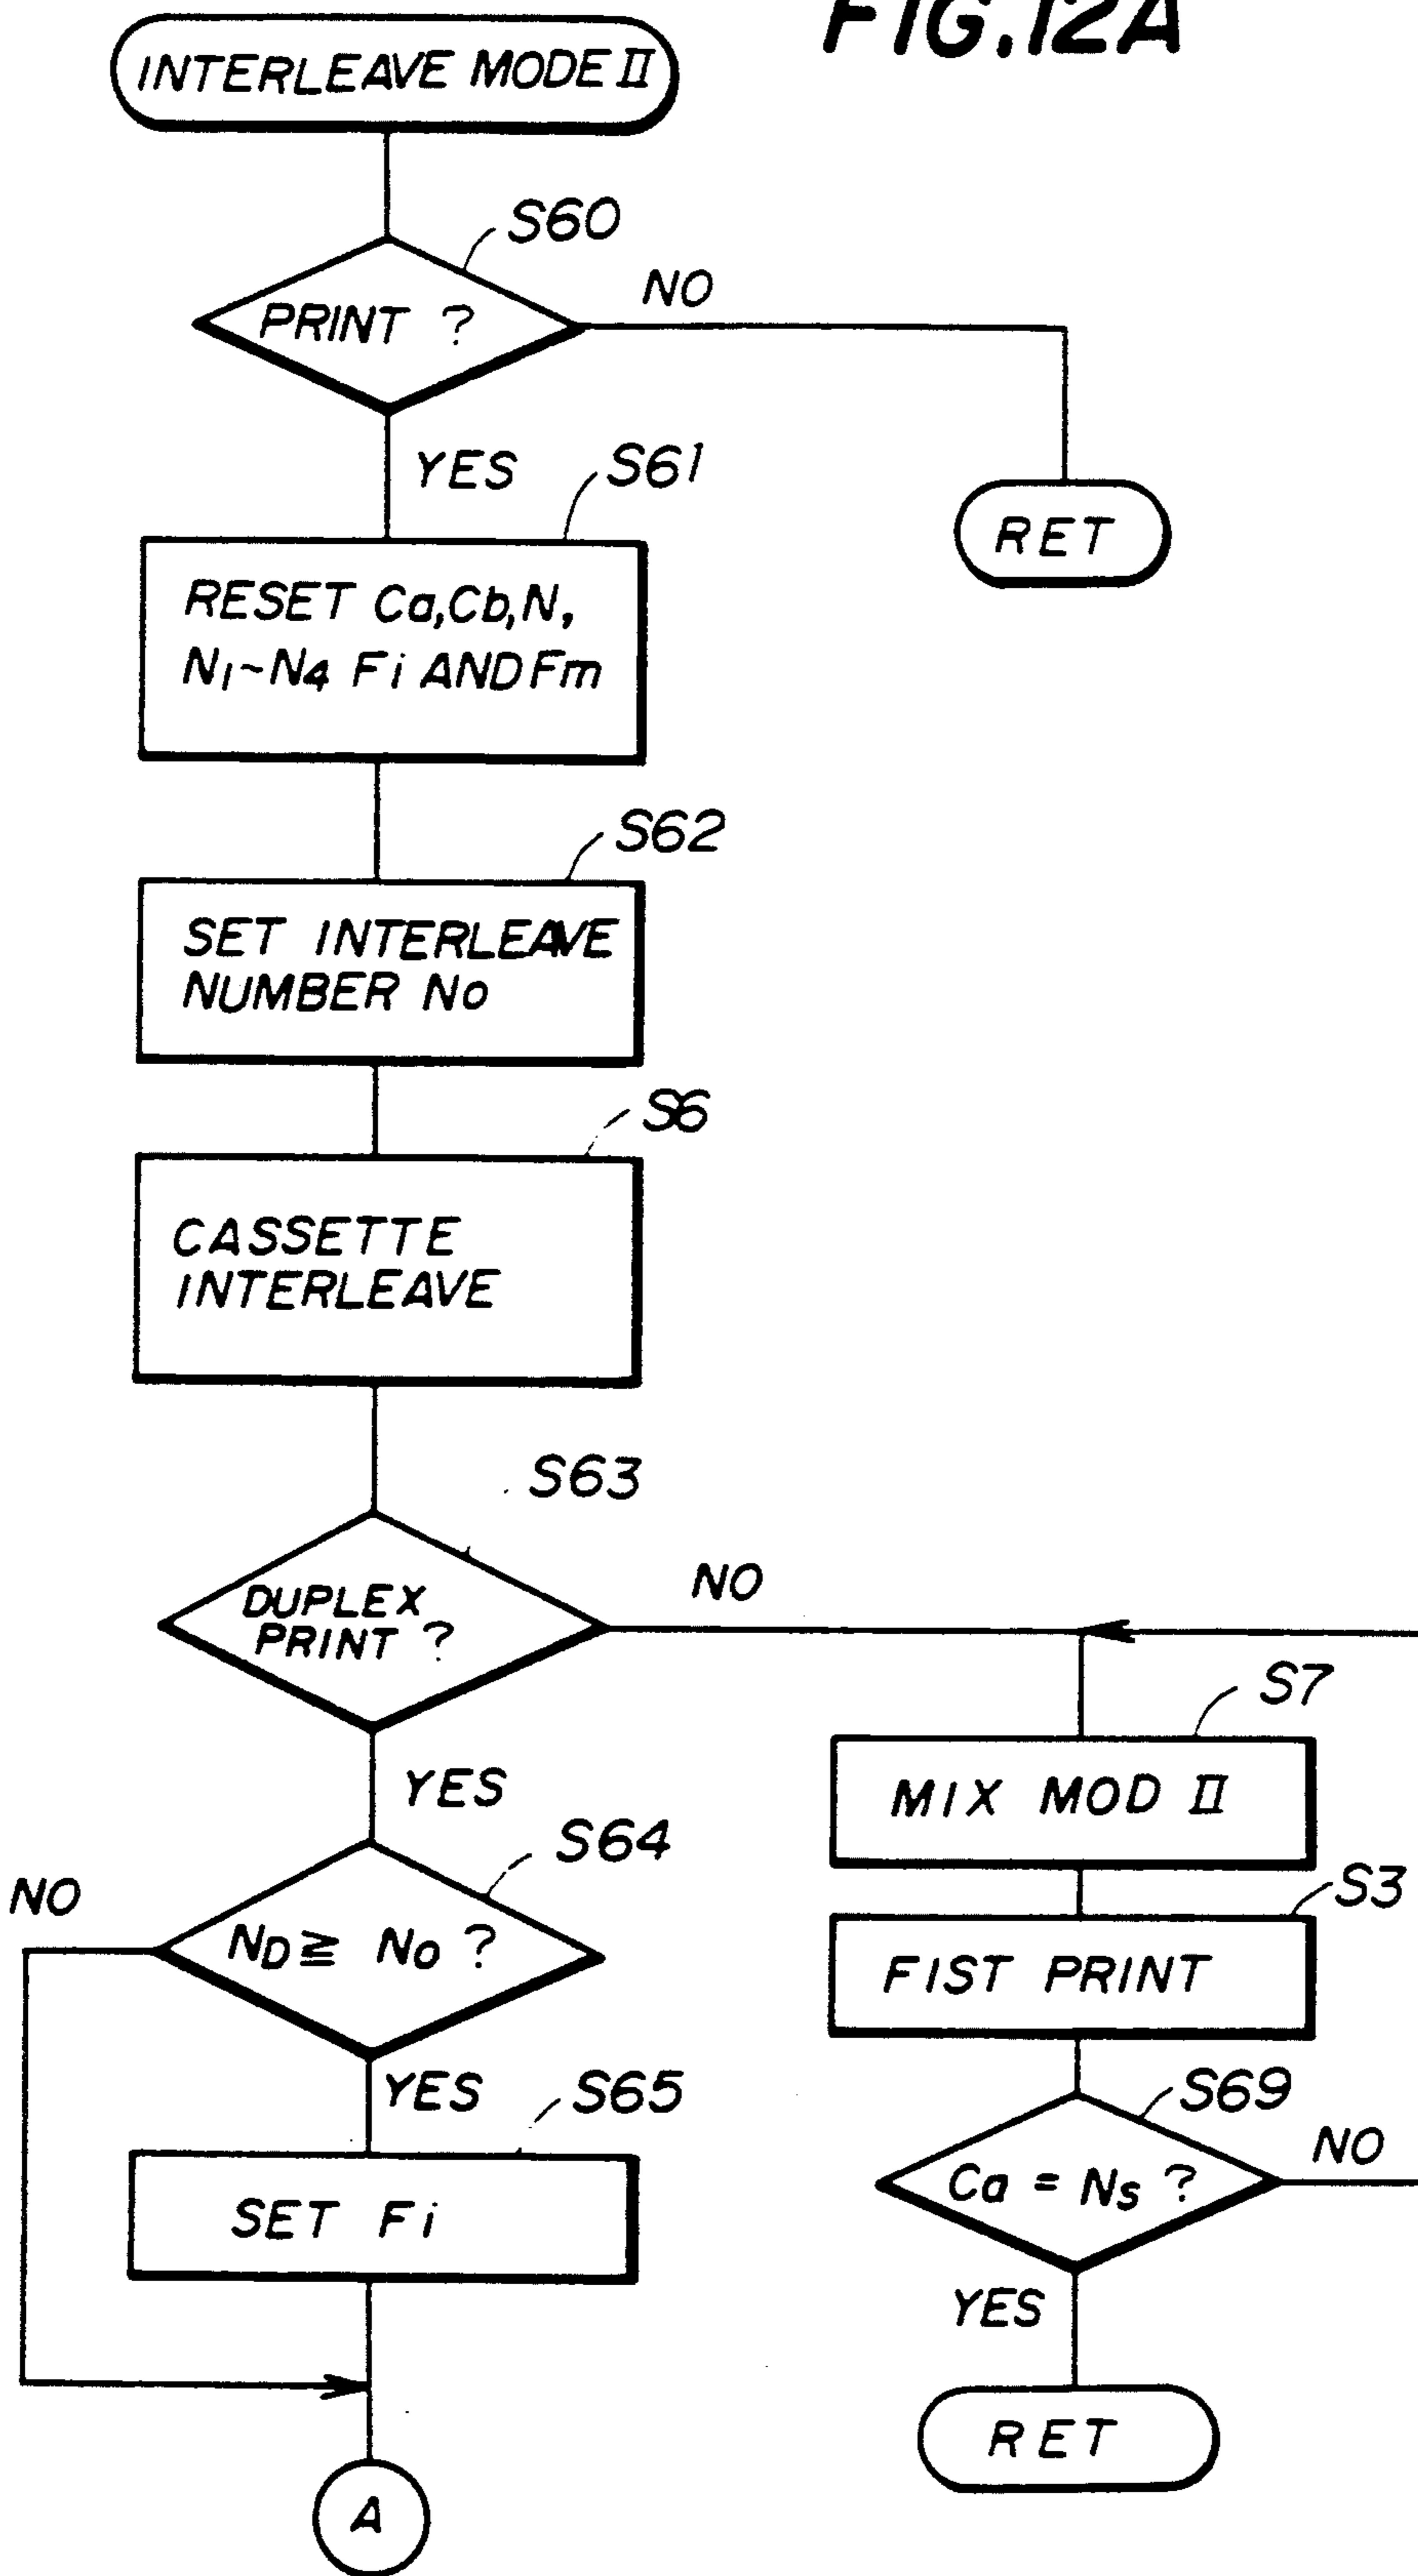 FIG.12A
INTERLEAVE MODE II
S60
PRINT ?
NO
YES
S61
RET
RESET Ca,Cb,N,
N1~N4 Fi AND Fm
S62
SET INTERLEAVE
NUMBER No
S6
CASSETTE
INTERLEAVE
S63
DUPLEX
PRINT ?
NO
YES
S7
MIX MOD II
S64
NO
ND ≧ No ?
S3
FIST PRINT
YES
S65
SET Fi
S69
Ca = Ns ?
NO
YES
RET
A